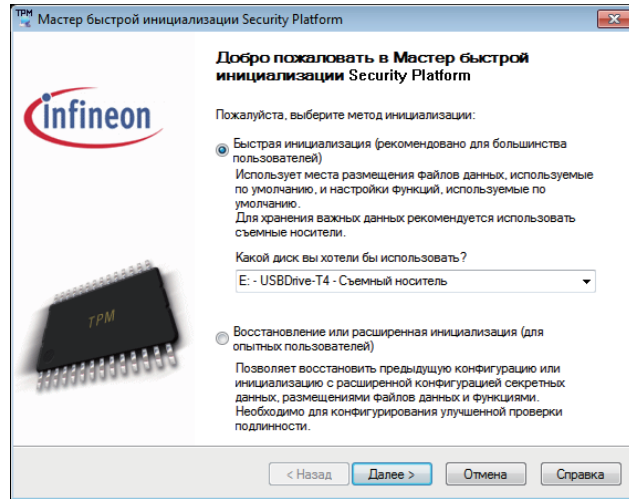 TPM Мастер быстрой инициализации Security Platform
Добро пожаловать в Мастер быстрой
инициализации Security Platform
infineon
Пожалуйста, выберите метод инициализации:
Быстрая инициализация (рекомендовано для большинства
пользователей)
Использует места размещения файлов данных, используемые
по умолчанию, и настройки функций, используемые по
умолчанию.
Для хранения важных данных рекомендуется использовать
съемные носители.
Какой диск вы хотели бы использовать?
E: - USBDrive-T4 - Съемный носитель
TPM
Восстановление или расширенная инициализация (для
опытных пользователей)
Позволяет восстановить предыдущую конфигурацию или
инициализацию с расширенной конфигурацией секретных
данных, размещениями файлов данных и функциями.
Необходимо для конфигурирования улучшенной проверки
подлинности.
< Назад Далее > Отмена Справка